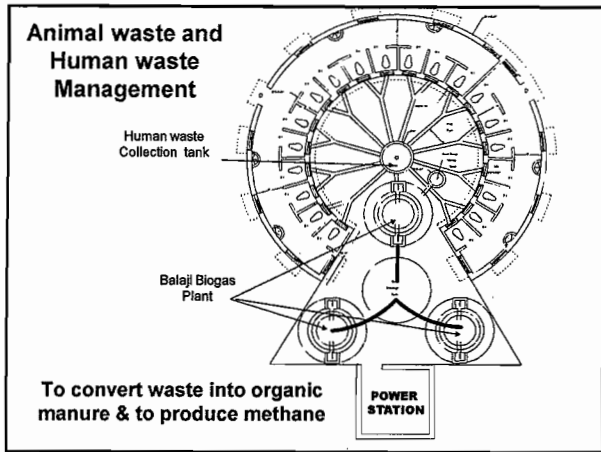 Animal waste and
Human waste
Management
Human waste
Collection tank
Balaji Biogas
Plant
To convert waste into organic
manure & to produce methane
POWER
STATION